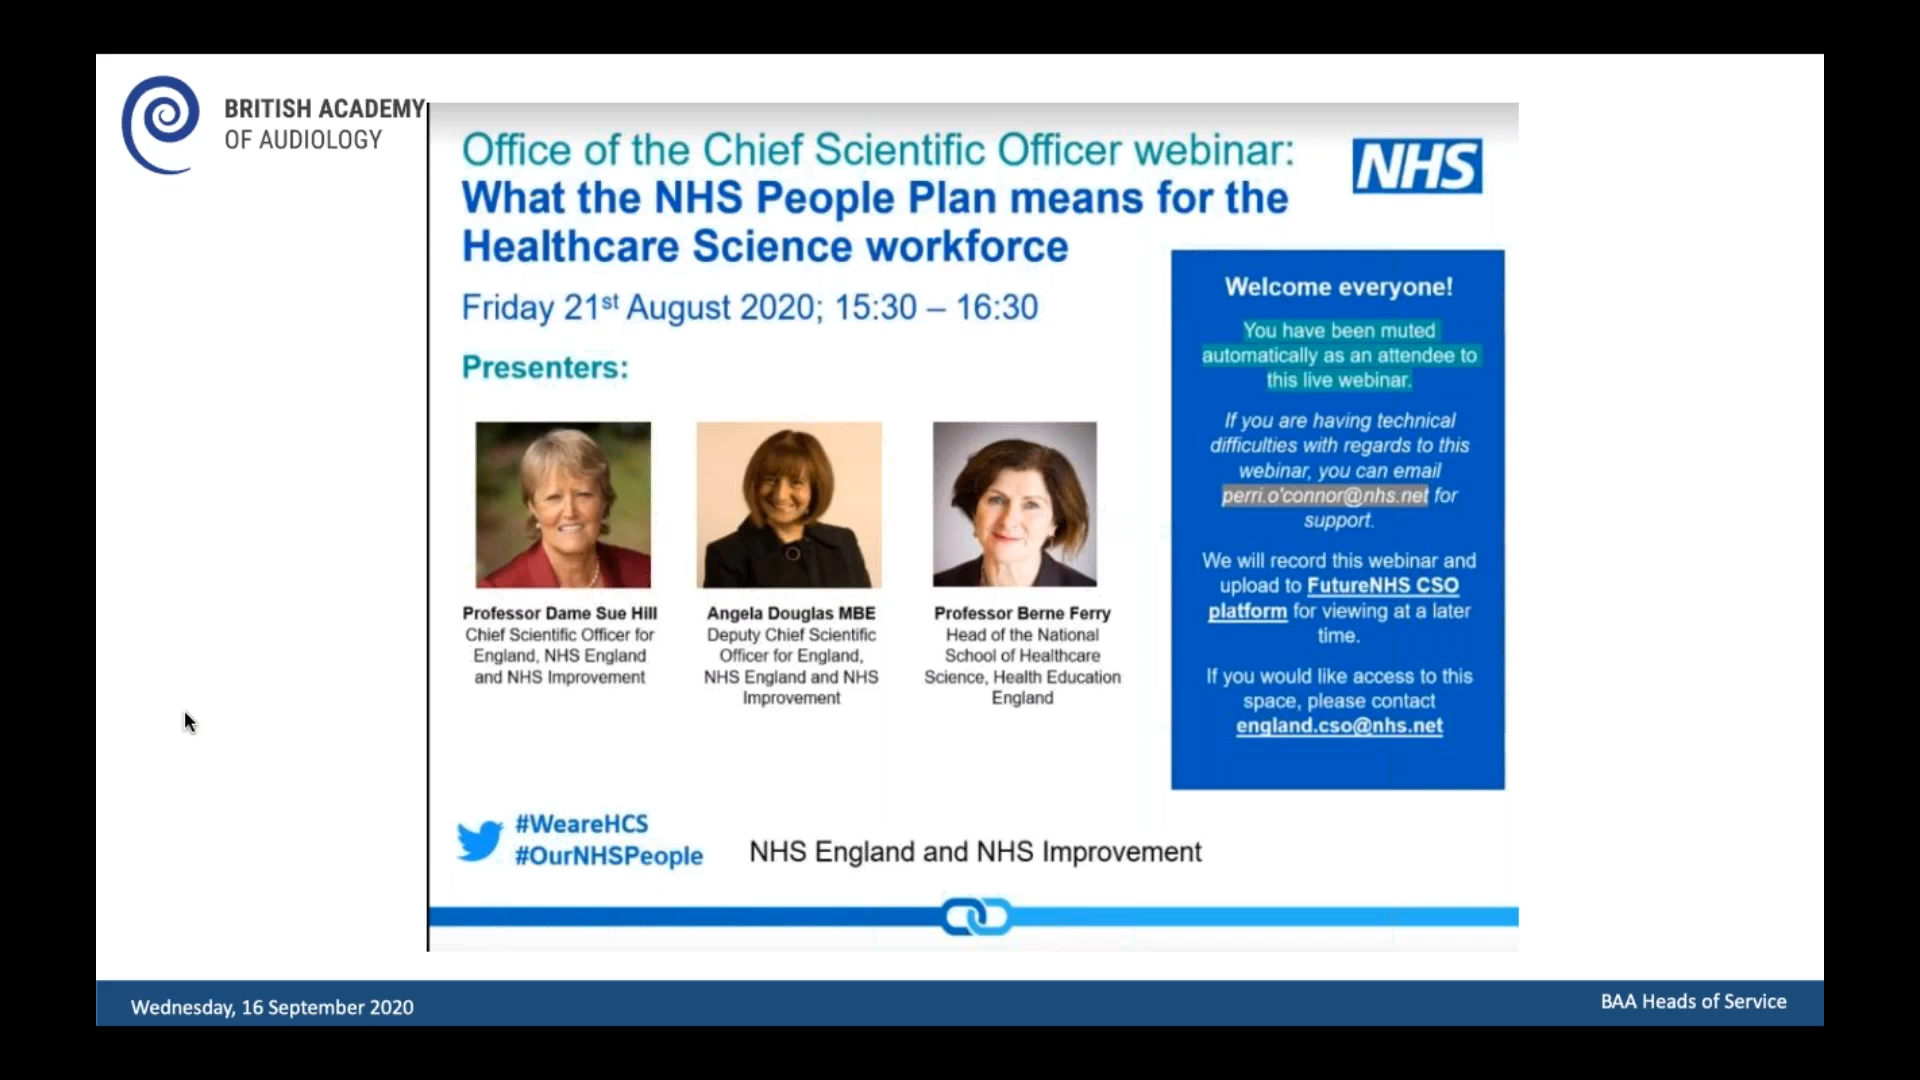 BRITISH ACADEMY
OF AUDIOLOGY
Office of the Chief Scientific Officer webinar:
What the NHS People Plan means for the
Healthcare Science workforce
NHS
Friday 21st August 2020; 15:30 – 16:30
Presenters:
Professor Dame Sue Hill
Chief Scientific Officer for
England, NHS England
and NHS Improvement
Angela Douglas MBE
Deputy Chief Scientific
Officer for England,
NHS England and NHS
Improvement
Professor Berne Ferry
Head of the National
School of Healthcare
Science, Health Education
England
Welcome everyone!
You have been muted
automatically as an attendee to
this live webinar.
If you are having technical
difficulties with regards to this
webinar, you can email
perri.o'connor@nhs.net for
support.
We will record this webinar and
upload to FutureNHS CSO
platform for viewing at a later
time.
If you would like access to this
space, please contact
england.cso@nhs.net
#WeareHCS
#OurNHSPeople
NHS England and NHS Improvement
Wednesday, 16 September 2020
BAA Heads of Service